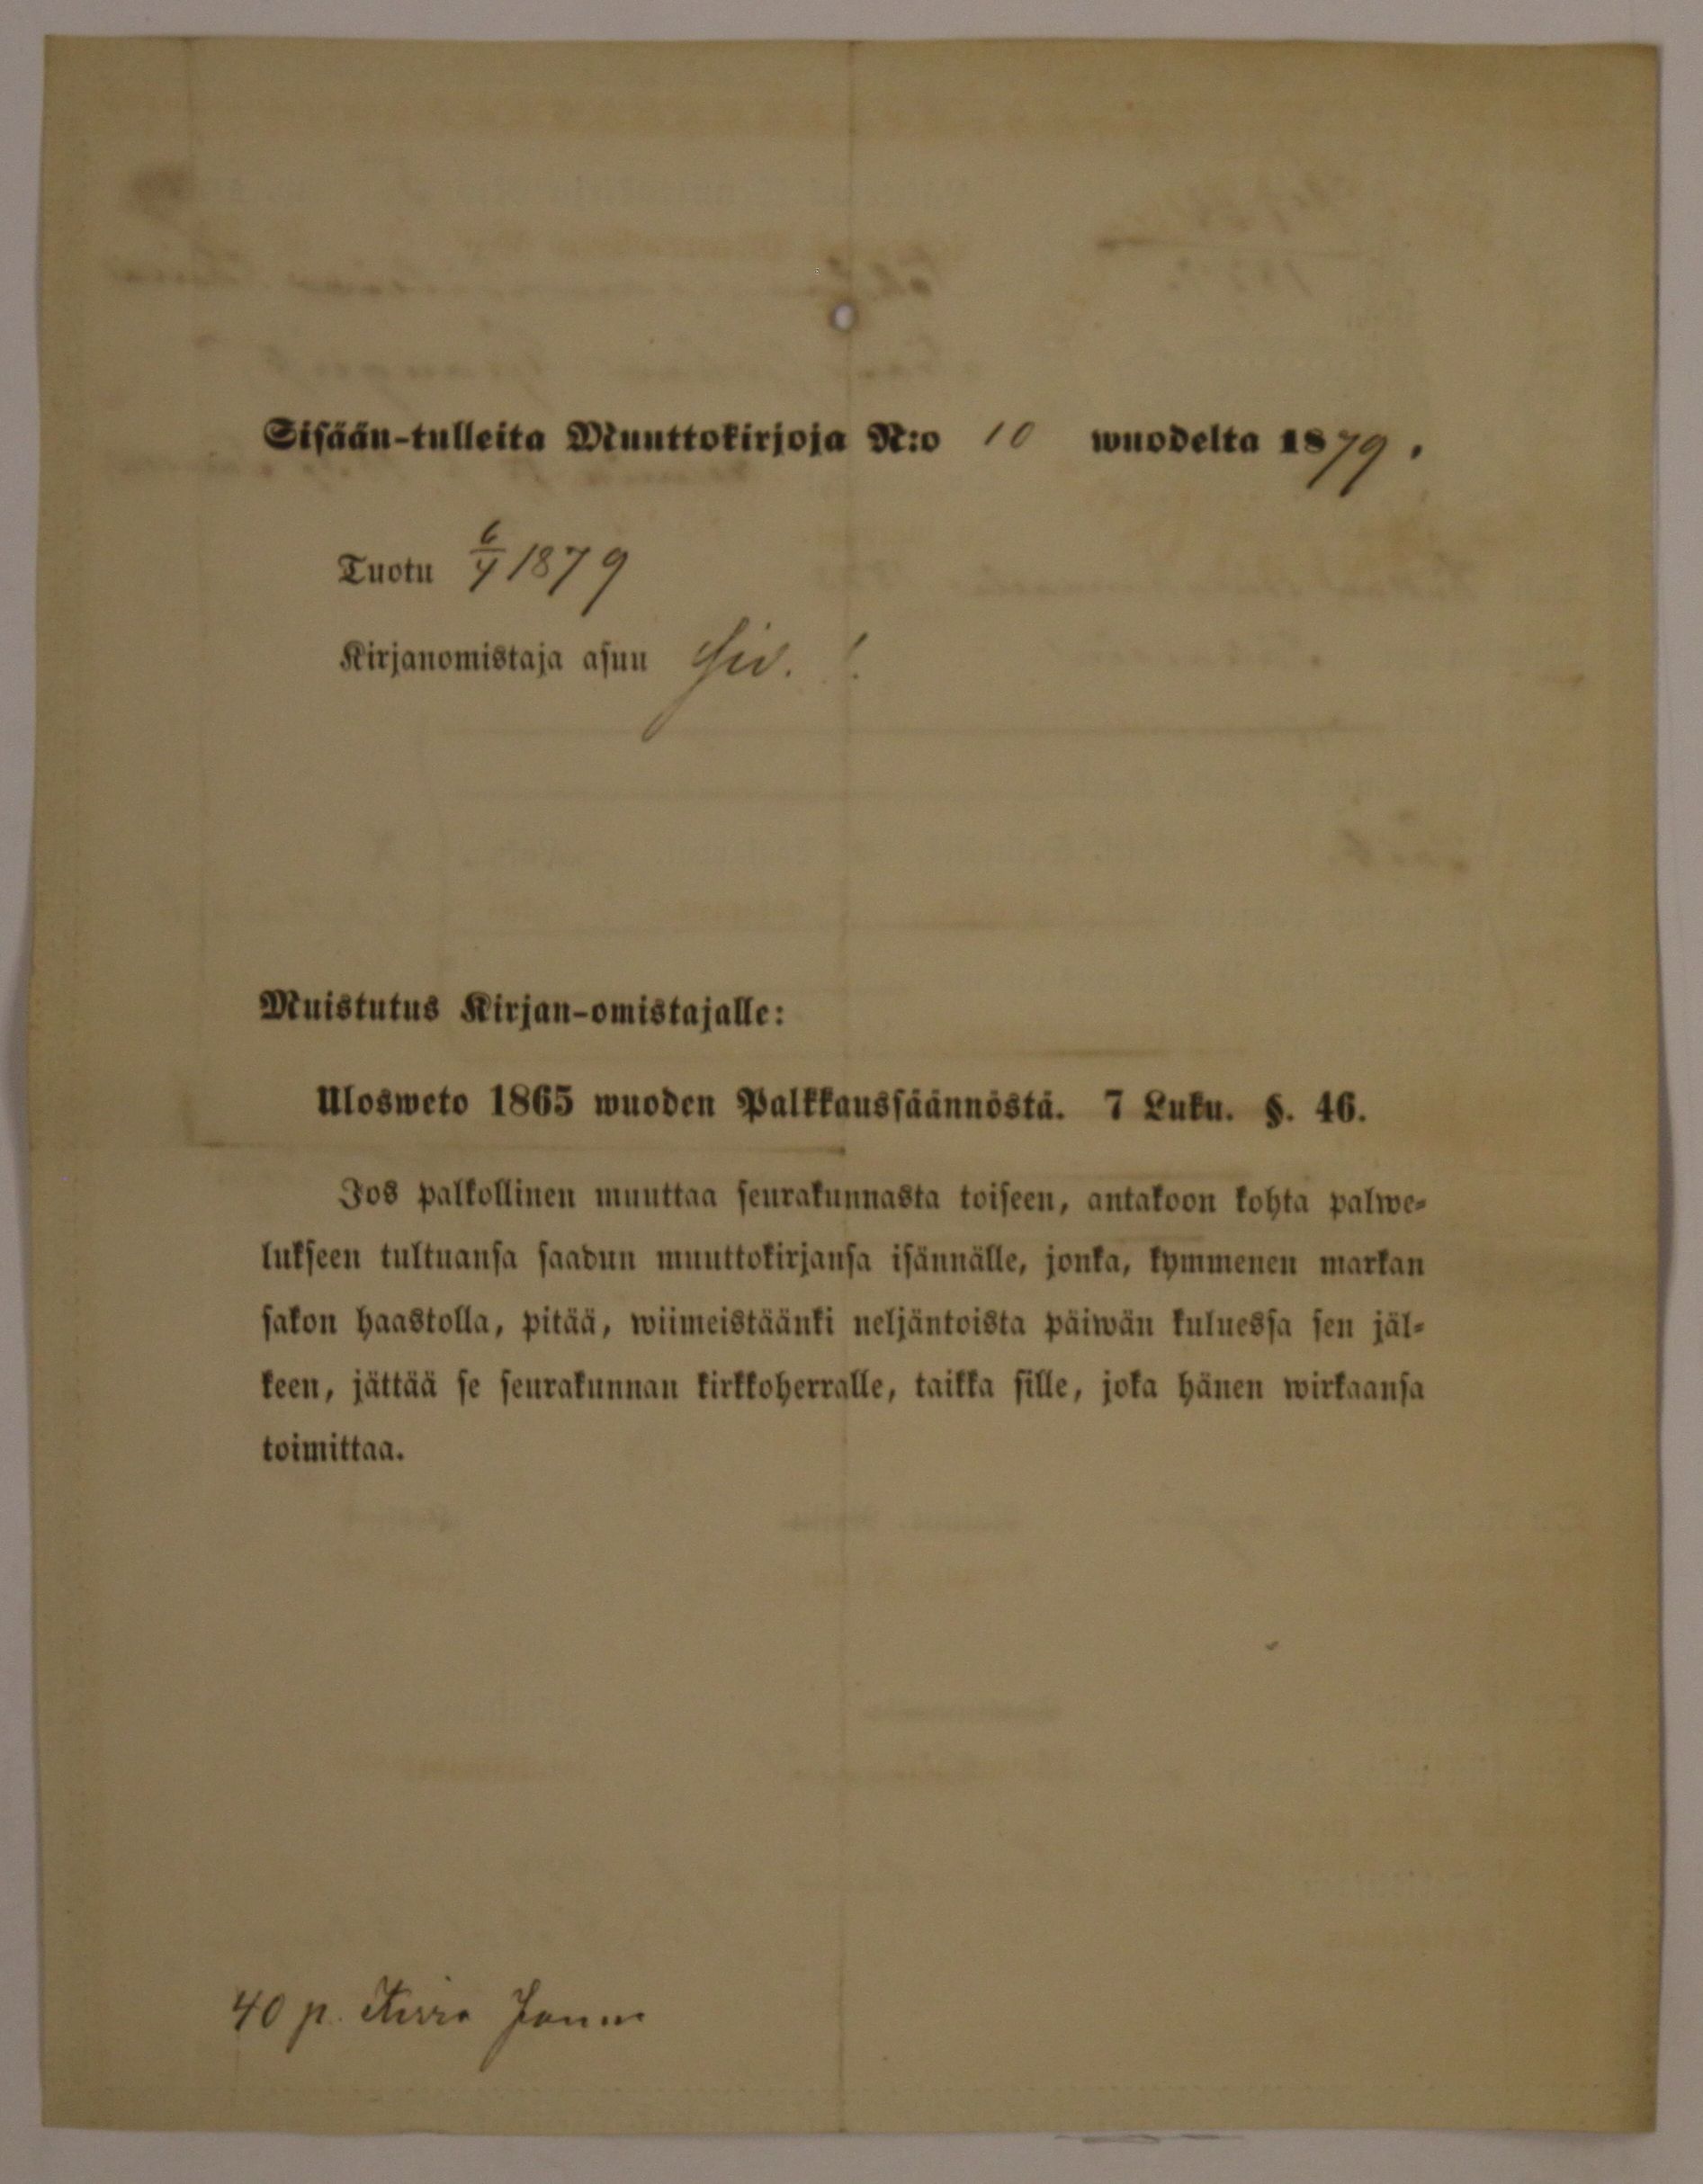 Sisään-tulleita Muuttokirjoja N:o 10 wuodelta 1879.
Tuotu 6/4 1879
Kirjanomistaja asuu
Muistutus Kirjan-omistajalle:
Ulosweto 1865 wuoden Palkkaussäännöstä. 7 Luku. §. 46.
Jos palkollinen muuttaa seurakunnasta toiseen, antakoon kohta palwe-
lukseen tultuansa saadun muuttokirjansa isännälle, jonka, kymmenen markan
sakon haastolla, pitää, wiimeistäänki neljäntoista päiwän kuluessa sen jäl-
keen, jättää se seurakunnan kirkkoherralle, taikka sille, joka hänen wirkaansa
toimittaa.
40 p.